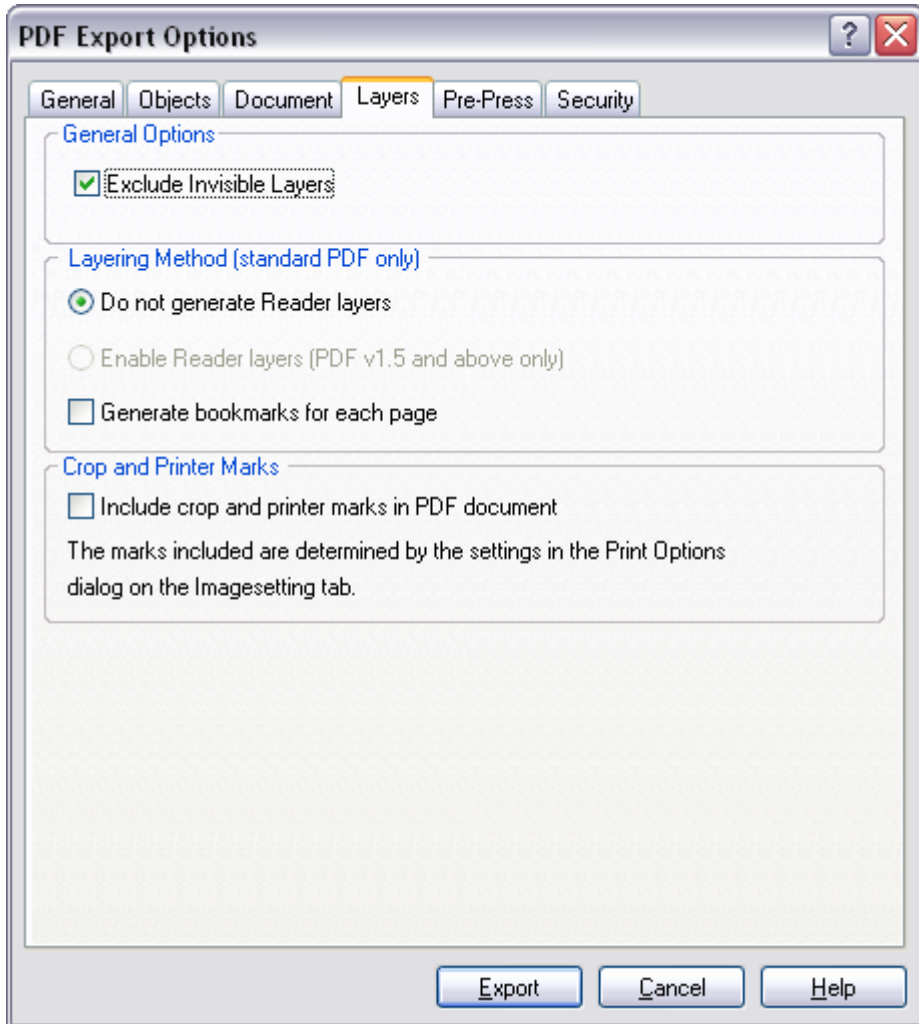 PDF Export Options
General Objects Document Layers Pre-Press Security
General Options
Exclude Invisible Layers
Layering Method (standard PDF only)
Do not generate Reader layers
Enable Reader layers (PDF v1.5 and above only)
Generate bookmarks for each page
Crop and Printer Marks
Include crop and printer marks in PDF document
The marks included are determined by the settings in the Print Options
dialog on the Imagesetting tab.
Export Cancel Help